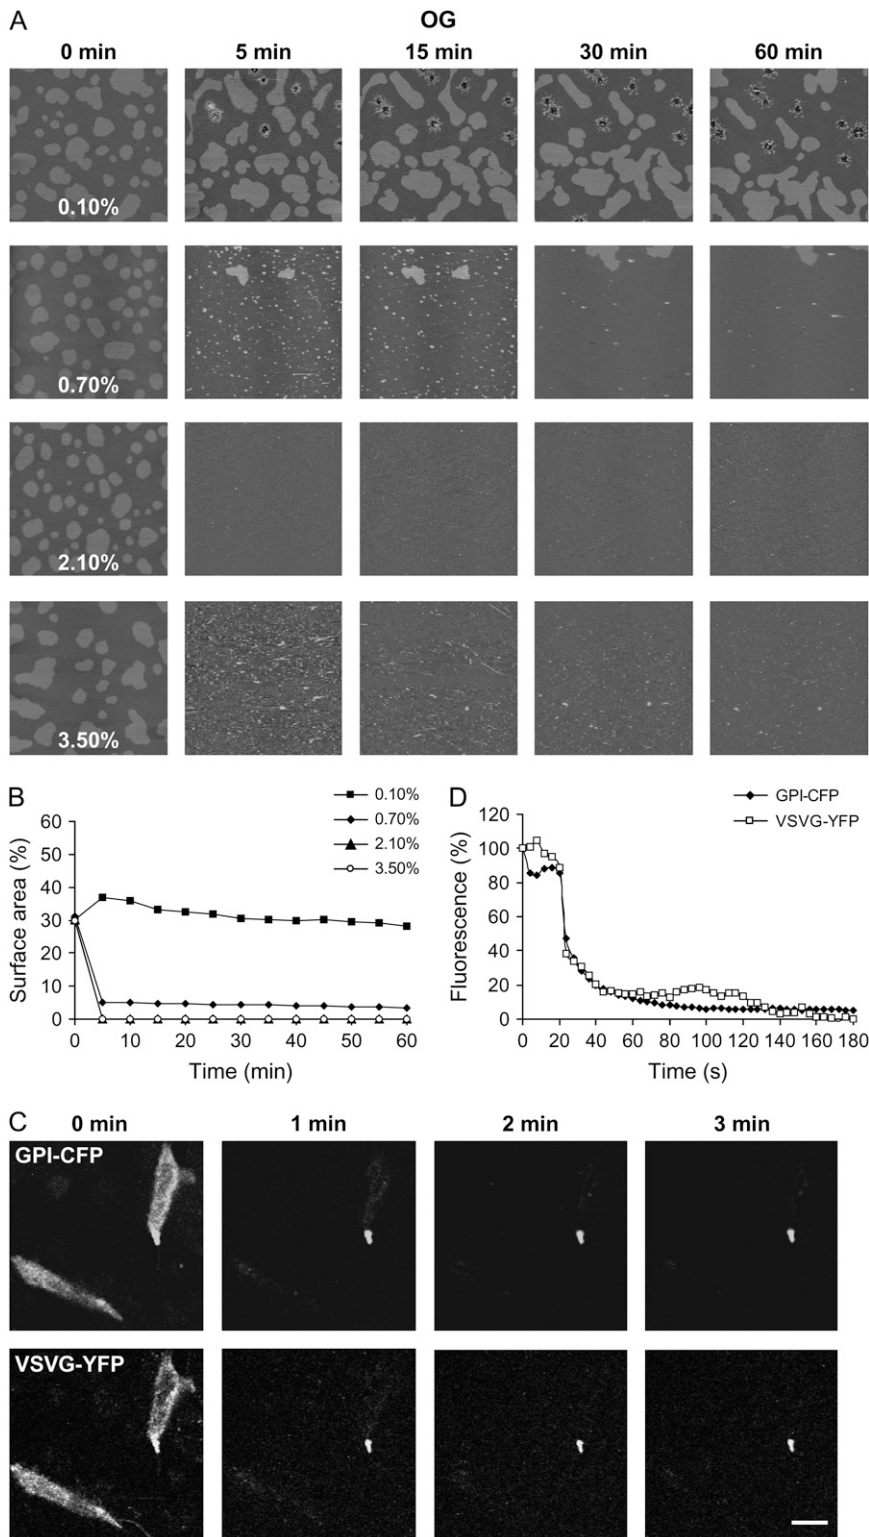 A
OG
0 min 5 min 15 min 30 min 60 min
0.10%
0.70%
2.10%
3.50%
B
0.10%
0.70%
2.10%
3.50%
60
50
40
30
20
10
0
Surface area (%)
0 10 20 30 40 50 60
Time (min)
D
GPI-CFP
VSVG-YFP
120
100
80
60
40
20
0
Fluorescence (%)
0 20 40 60 80 100 120 140 160 180
Time (s)
C
0 min 1 min 2 min 3 min
GPI-CFP
VSVG-YFP